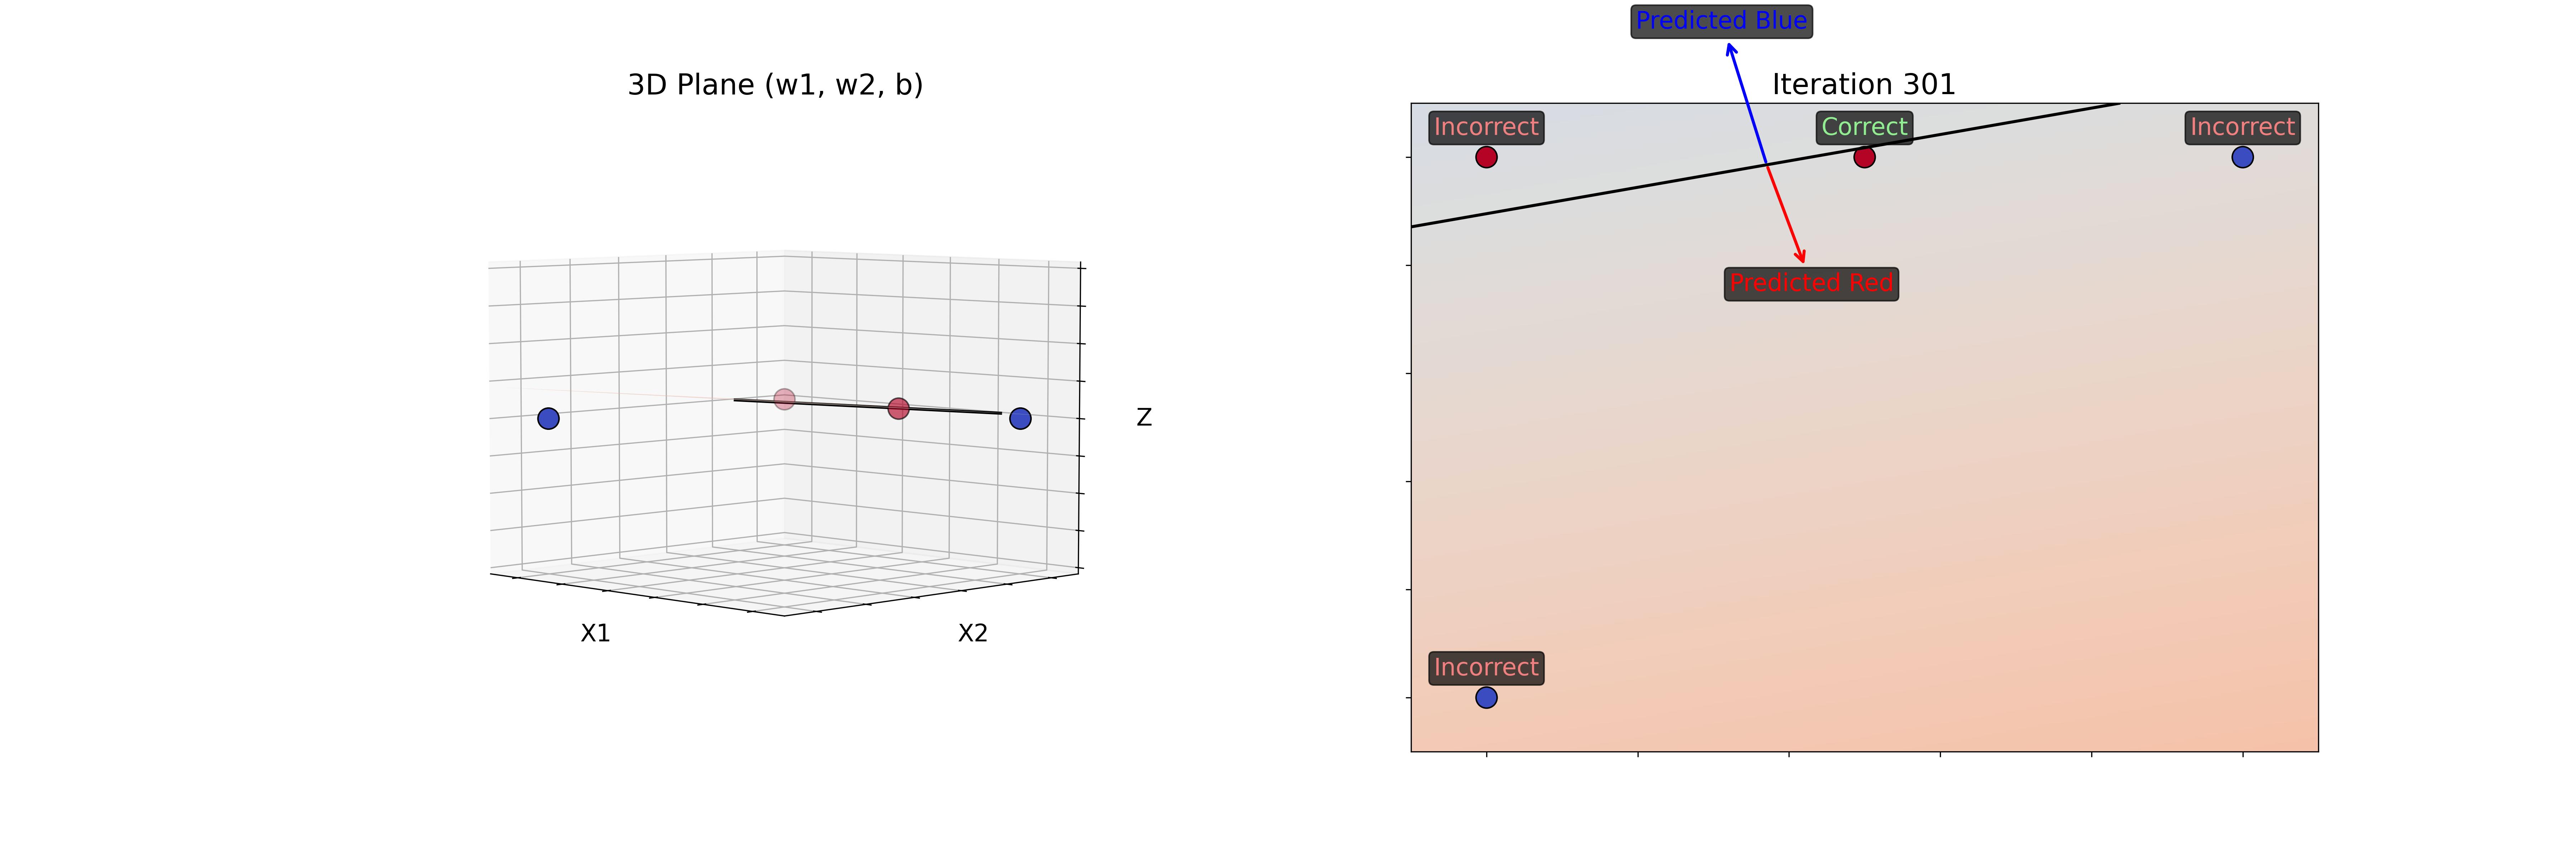 3D Plane (w1, w2, b)
Z
X1
X2
Predicted Blue
Iteration 301
Incorrect
Correct
Incorrect
Predicted Red
Incorrect